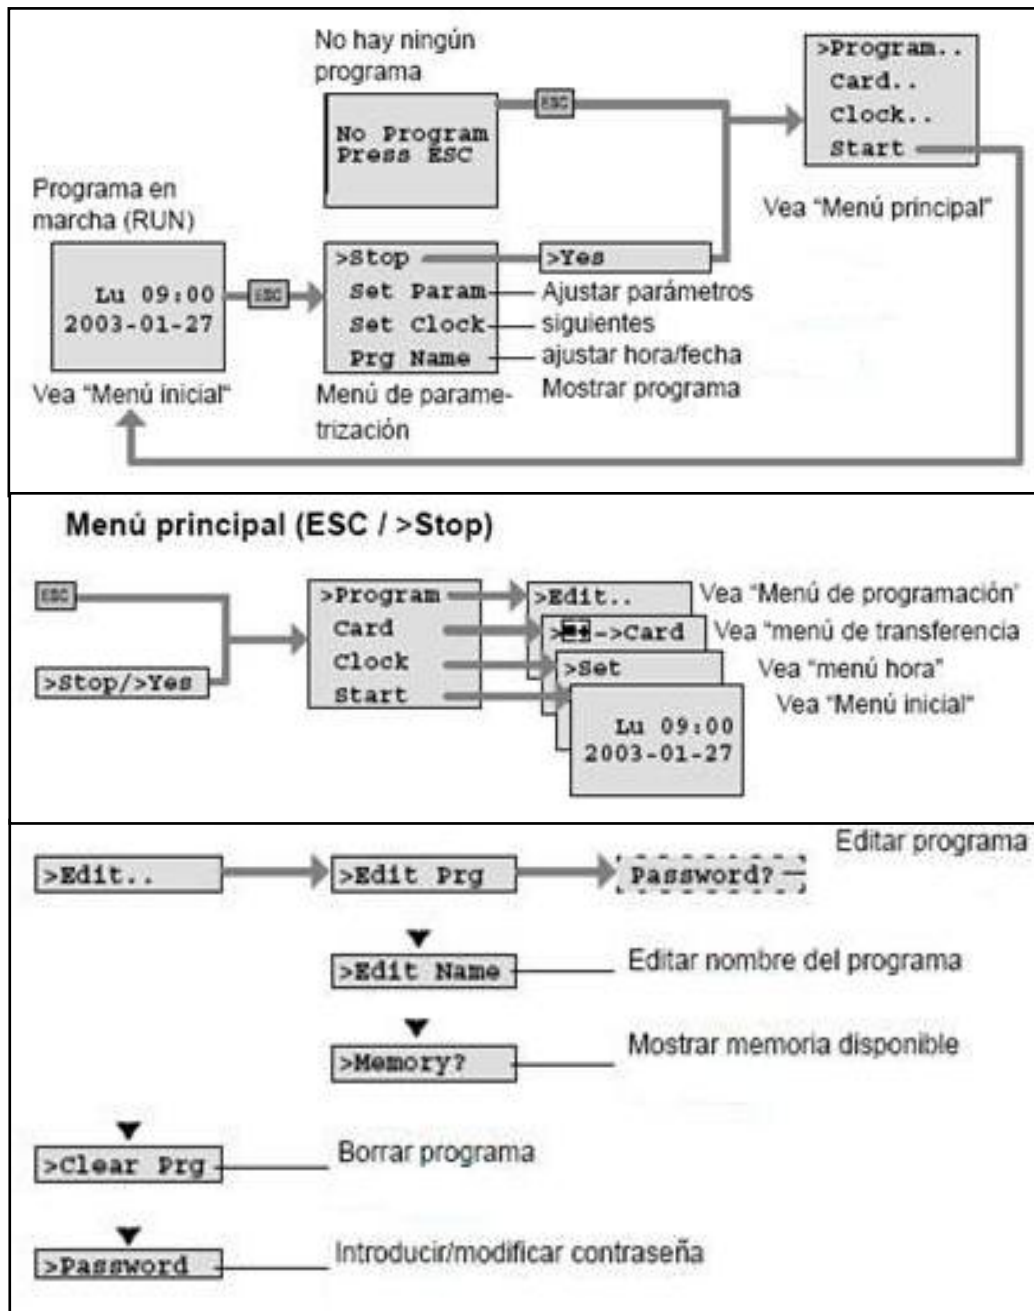 No hay ningún
programa
No Program
Press ESC
ESC
>Program..
Card..
Clock..
Start
Vea “Menú principal”
Programa en
marcha (RUN)
Lu 09:00
2003-01-27
ESC
Vea “Menú inicial“
>Stop
Set Param
Set Clock
Prg Name
Menú de parame-
trización
>Yes
Ajustar parámetros
siguientes
ajustar hora/fecha
Mostrar programa
Menú principal (ESC / >Stop)
ESC
>Stop/>Yes
>Program
Card
Clock
Start
>Edit..
Vea “Menú de programación”
>
->Card
Vea “menú de transferencia
>Set
Vea “menú hora”
Lu 09:00
2003-01-27
Vea “Menú inicial“
>Edit..
>Edit Prg
Password?
Editar programa
>Edit Name
Editar nombre del programa
>Memory?
Mostrar memoria disponible
>Clear Prg
Borrar programa
>Password
Introducir/modificar contraseña